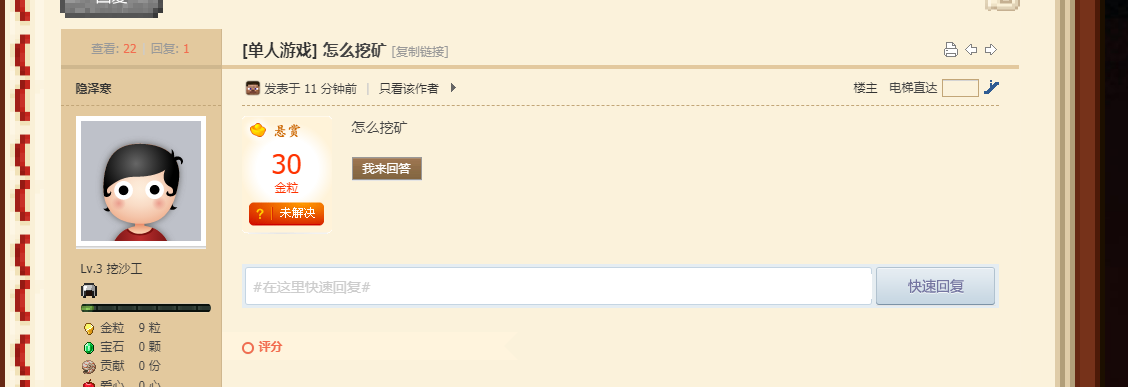 回复
查看: 22 回复: 1
[单人游戏] 怎么挖矿 [复制链接]
隐泽寒
发表于 11 分钟前 | 只看该作者
楼主 电梯直达
悬赏
30
金粒
? 未解决
怎么挖矿
我来回答
Lv.3 挖沙工
#在这里快速回复#
快速回复
金粒 9 粒
宝石 0 颗
贡献 0 份
爱心 0 心
评分